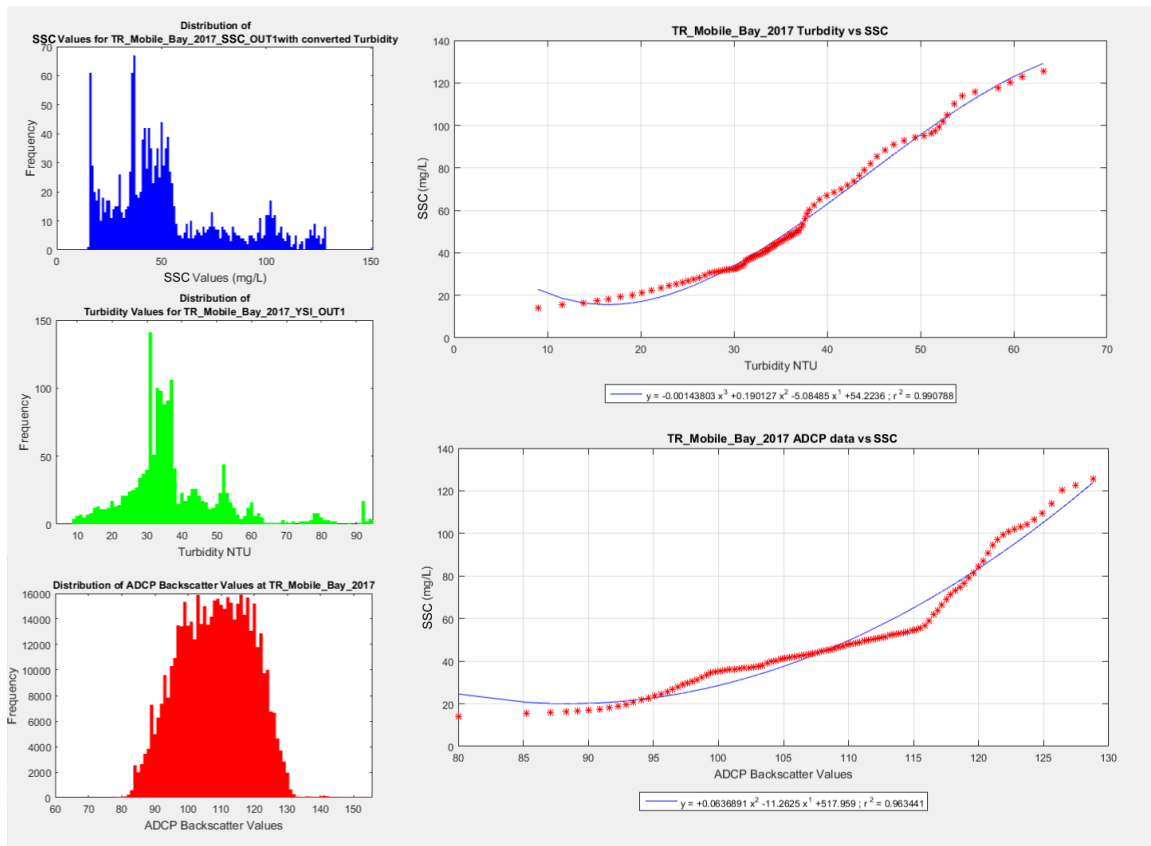 Distribution of
SSC Values for TR_Mobile_Bay_2017_SSC_OUT1with converted Turbidity
70
60
50
40
30
20
10
0
Frequency
0 50 100 150
SSC Values (mg/L)
Distribution of
Turbidity Values for TR_Mobile_Bay_2017_YSI_OUT1
150
100
50
0
Frequency
10 20 30 40 50 60 70 80 90
Turbidity NTU
Distribution of ADCP Backscatter Values at TR_Mobile_Bay_2017
16000
14000
12000
10000
8000
6000
4000
2000
0
Frequency
60 70 80 90 100 110 120 130 140 150
ADCP Backscatter Values
TR_Mobile_Bay_2017 Turbdity vs SSC
140
120
100
80
60
40
20
0
SSC (mg/L)
0 10 20 30 40 50 60 70
Turbidity NTU
y = -0.00143803 x³ +0.190127 x² -5.08485 x¹ +54.2236 ; r² = 0.990788
TR_Mobile_Bay_2017 ADCP data vs SSC
140
120
100
80
60
40
20
0
SSC (mg/L)
80 85 90 95 100 105 110 115 120 125 130
ADCP Backscatter Values
y = +0.0636891 x² -11.2625 x¹ +517.959 ; r² = 0.963441